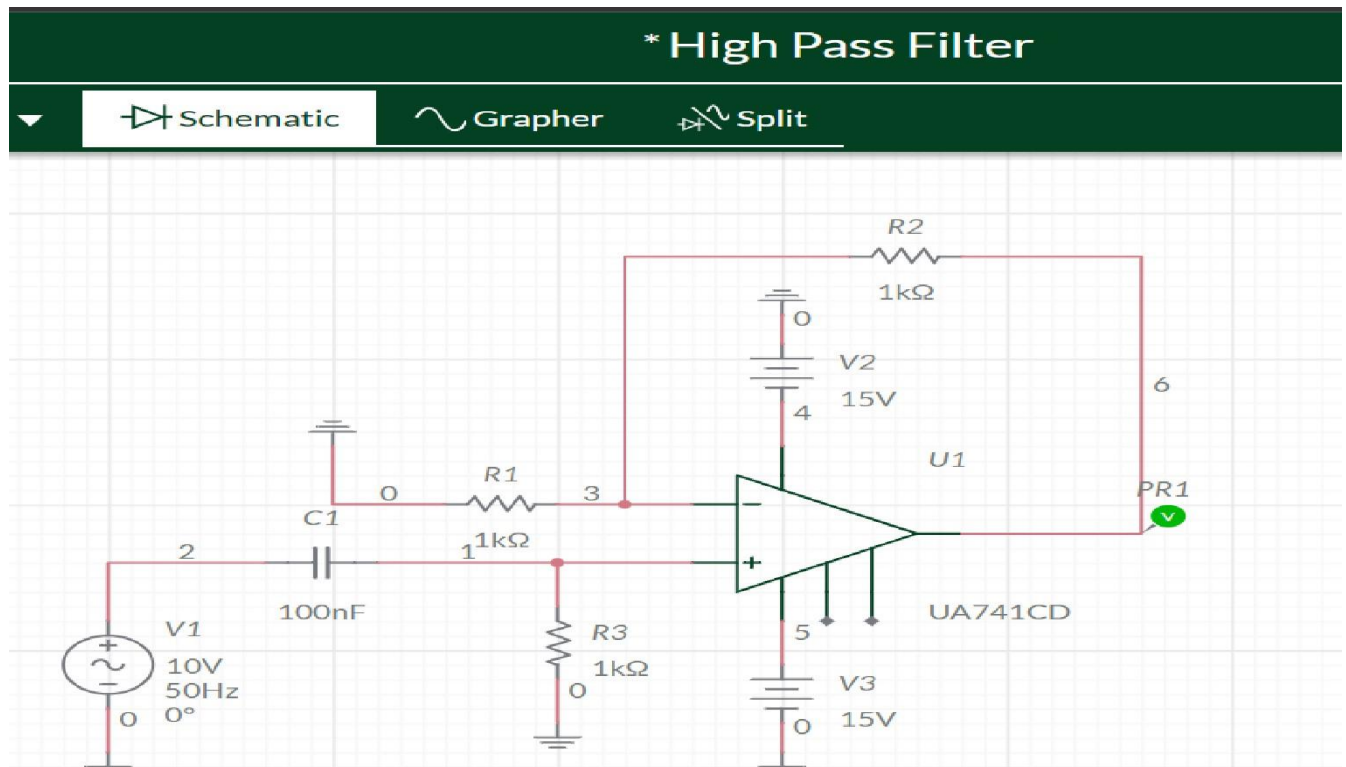 * High Pass Filter
Schematic Grapher Split
R2
1kΩ
0
V2
15V
4
6
U1
PR1
V
0
R1
3
C1
1kΩ
2
1
−
+
100nF
UA741CD
V1
10V
50Hz
0°
0
R3
1kΩ
0
5
V3
15V
0